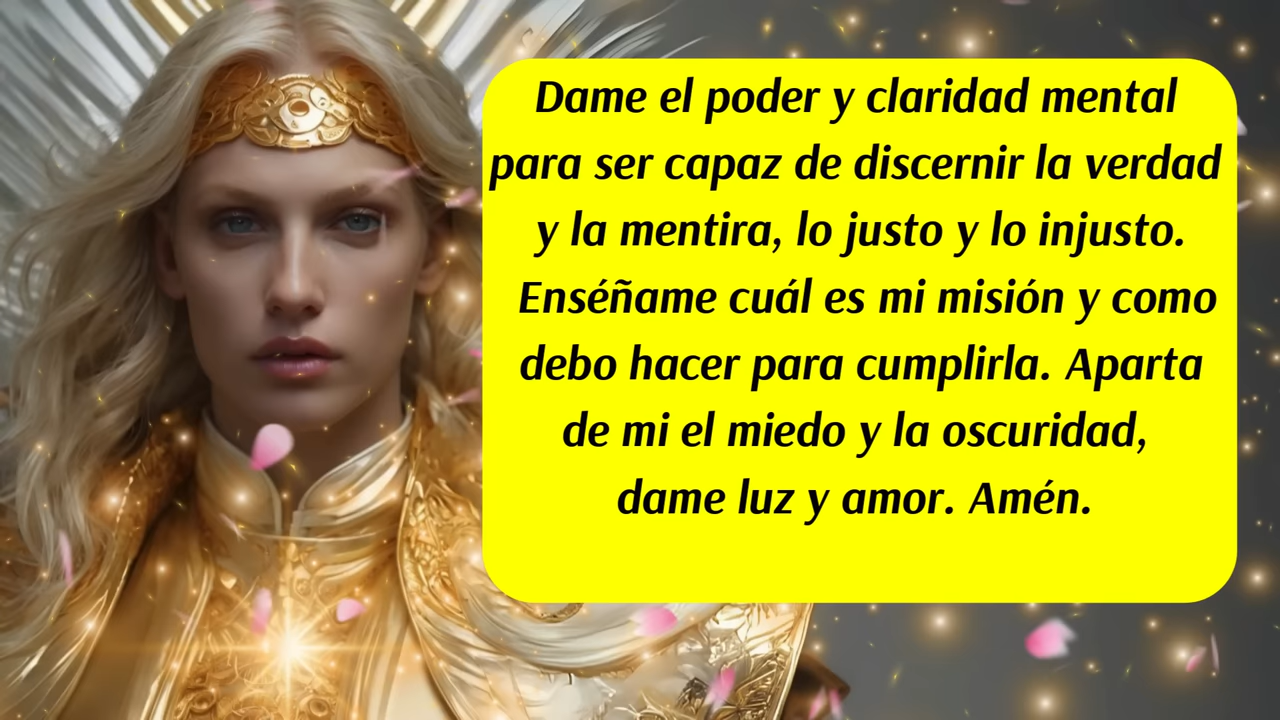 Dame el poder y claridad mental
para ser capaz de discernir la verdad
y la mentira, lo justo y lo injusto.
Enséñame cuál es mi misión y como
debo hacer para cumplirla. Aparta
de mi el miedo y la oscuridad,
dame luz y amor. Amén.